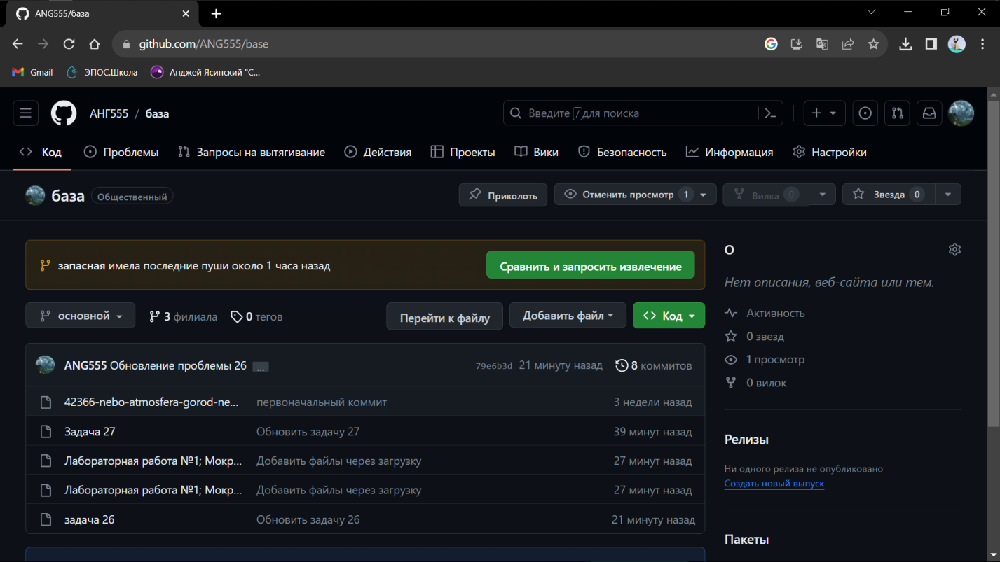 ANG555/база
github.com/ANG555/base
Gmail ЭПОС.Школа Анджей Ясинский "С...
АНГ555 / база Введите / для поиска
Код Проблемы Запросы на вытягивание Действия Проекты Вики Безопасность Информация Настройки
база Общественный Приколоть Отменить просмотр 1 Вилка 0 Звезда 0
запасная имела последние пуши около 1 часа назад Сравнить и запросить извлечение
основной 3 филиала 0 тегов Перейти к файлу Добавить файл Код
ANG555 Обновление проблемы 26 ... 79e6b3d 21 минуту назад 8 коммитов
42366-nebo-atmosfera-gorod-ne... первоначальный коммит 3 недели назад
Задача 27 Обновить задачу 27 39 минут назад
Лабораторная работа №1; Мокр... Добавить файлы через загрузку 27 минут назад
Лабораторная работа №1; Мокр... Добавить файлы через загрузку 27 минут назад
задача 26 Обновить задачу 26 21 минуту назад
О
Нет описания, веб-сайта или тем.
Активность
0 звезд
1 просмотр
0 вилок
Релизы
Ни одного релиза не опубликовано
Создать новый выпуск
Пакеты